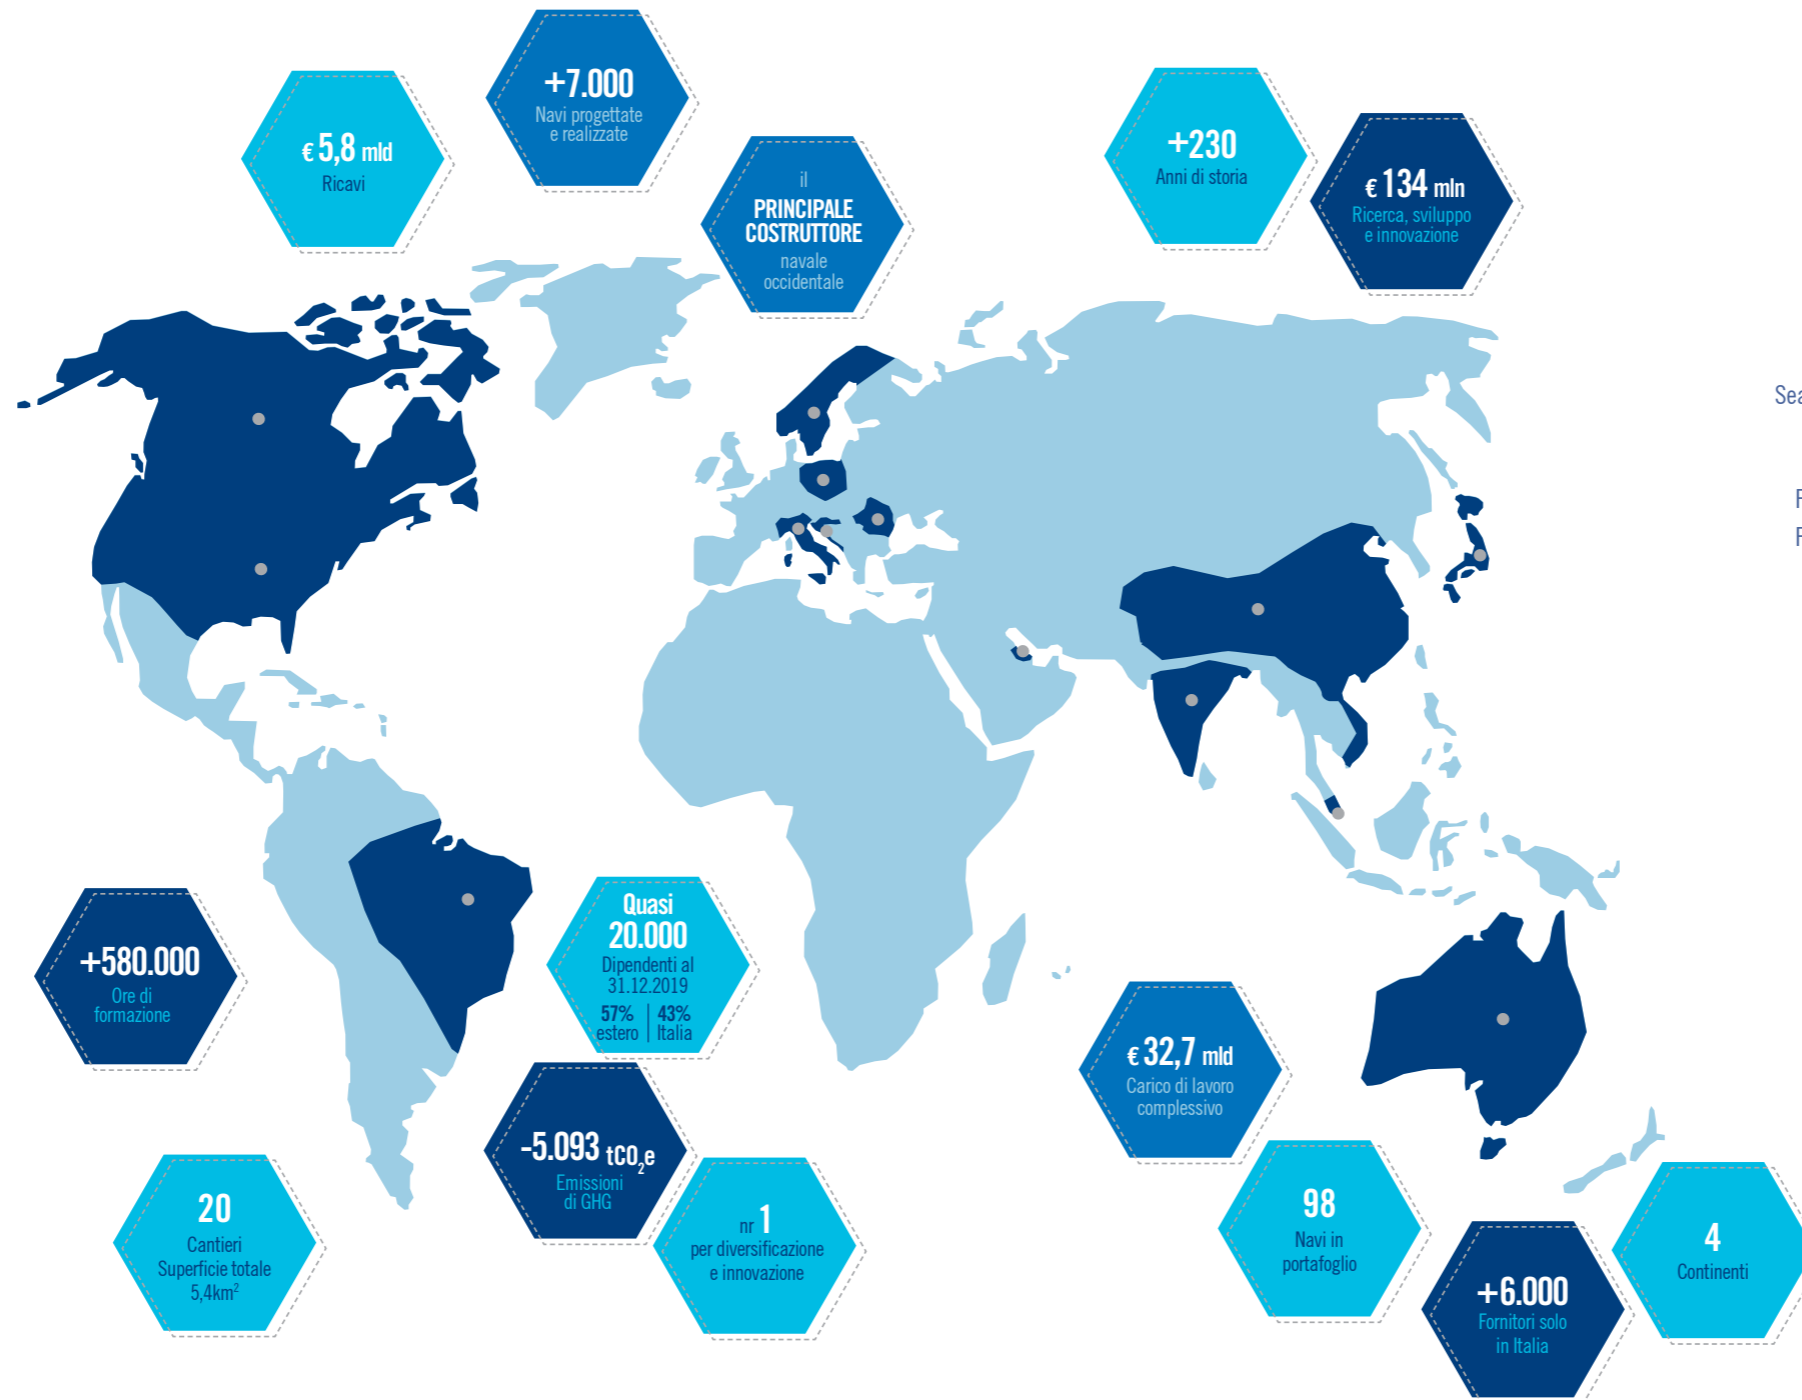 +7.000
Navi progettate
e realizzate
€ 5,8 mld
Ricavi
il
PRINCIPALE
COSTRUTTORE
navale
occidentale
+230
Anni di storia
€ 134 mln
Ricerca, sviluppo
e innovazione
Sea
F
F
+580.000
Ore di
formazione
Quasi
20.000
Dipendenti al
31.12.2019
57% | 43%
estero | Italia
-5.093 tCO₂e
Emissioni
di GHG
20
Cantieri
Superficie totale
5,4km²
nr 1
per diversificazione
e innovazione
€ 32,7 mld
Carico di lavoro
complessivo
98
Navi in
portafoglio
+6.000
Fornitori solo
in Italia
4
Continenti